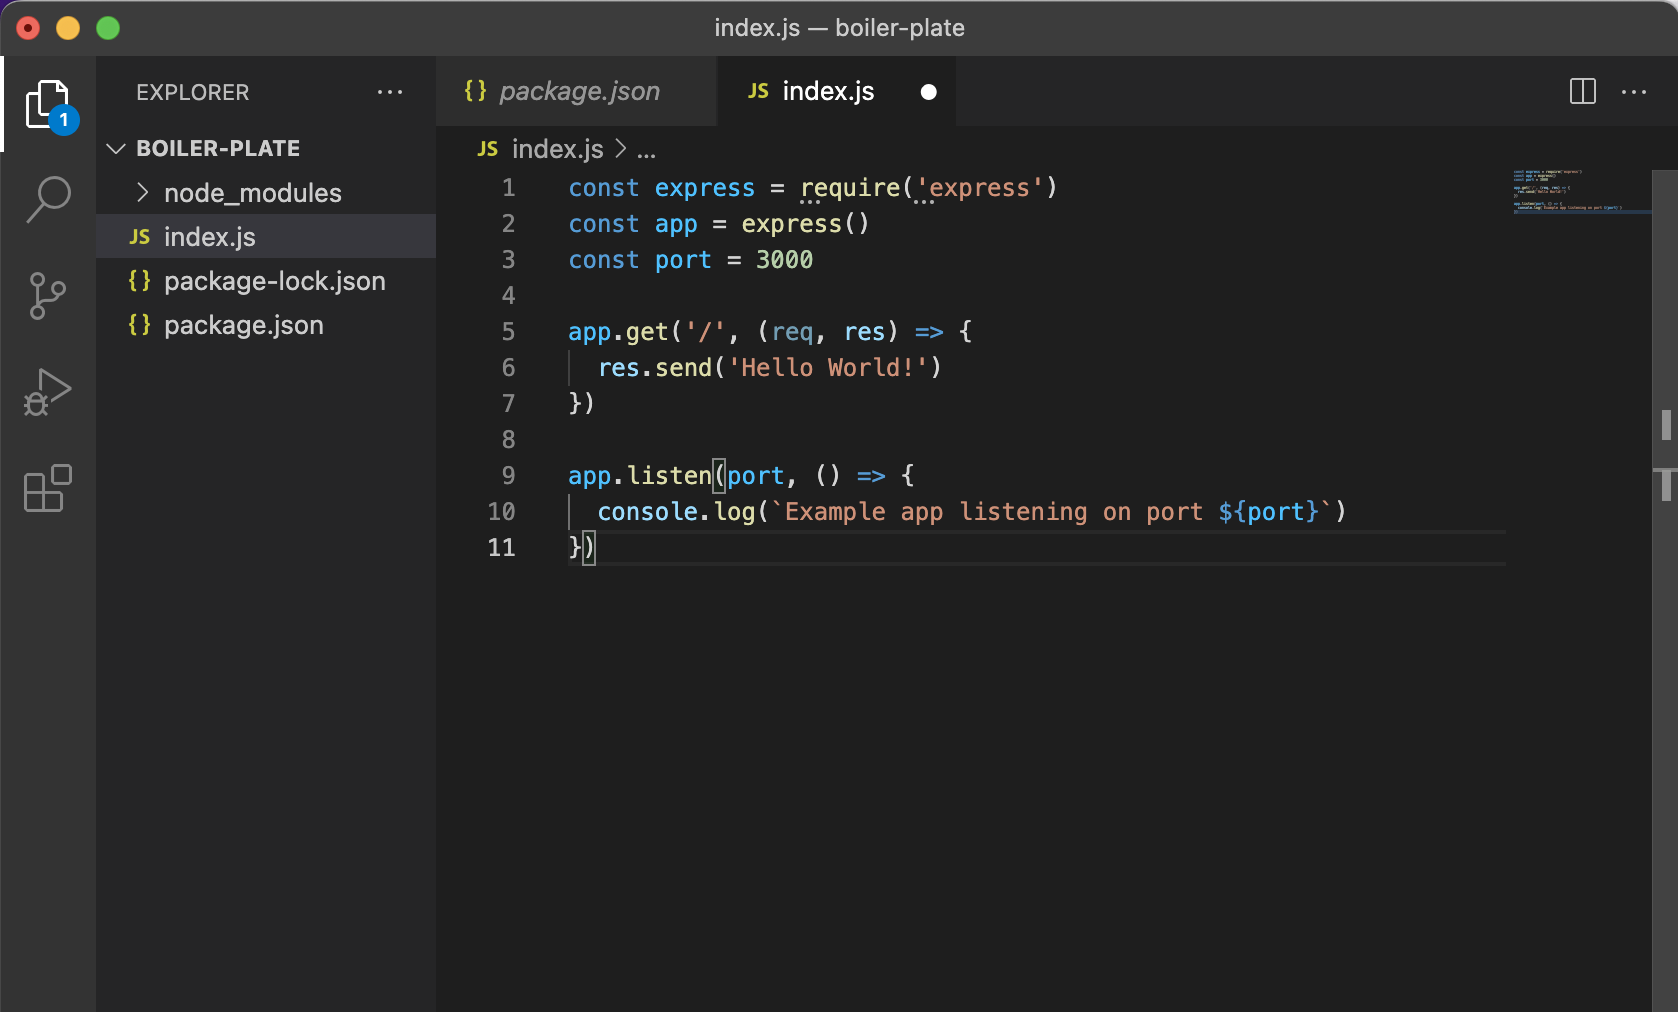 index.js — boiler-plate
EXPLORER
1
BOILER-PLATE
node_modules
JS index.js
{} package-lock.json
{} package.json
{} package.json
JS index.js
JS index.js > ...
1 const express = require('express')
2 const app = express()
3 const port = 3000
4
5 app.get('/', (req, res) => {
6   res.send('Hello World!')
7 })
8
9 app.listen(port, () => {
10   console.log(`Example app listening on port ${port}`)
11 })